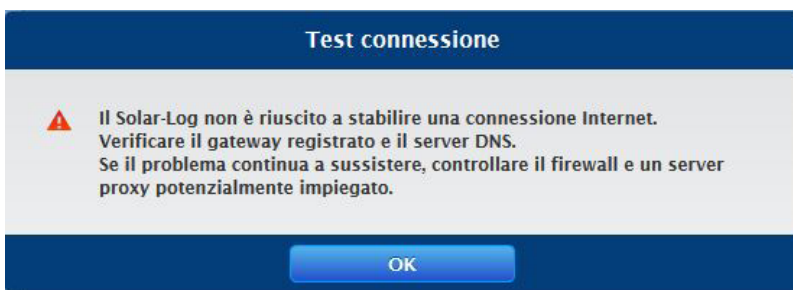 Test connessione
Il Solar-Log non è riuscito a stabilire una connessione Internet.
Verificare il gateway registrato e il server DNS.
Se il problema continua a sussistere, controllare il firewall e un server
proxy potenzialmente impiegato.
OK